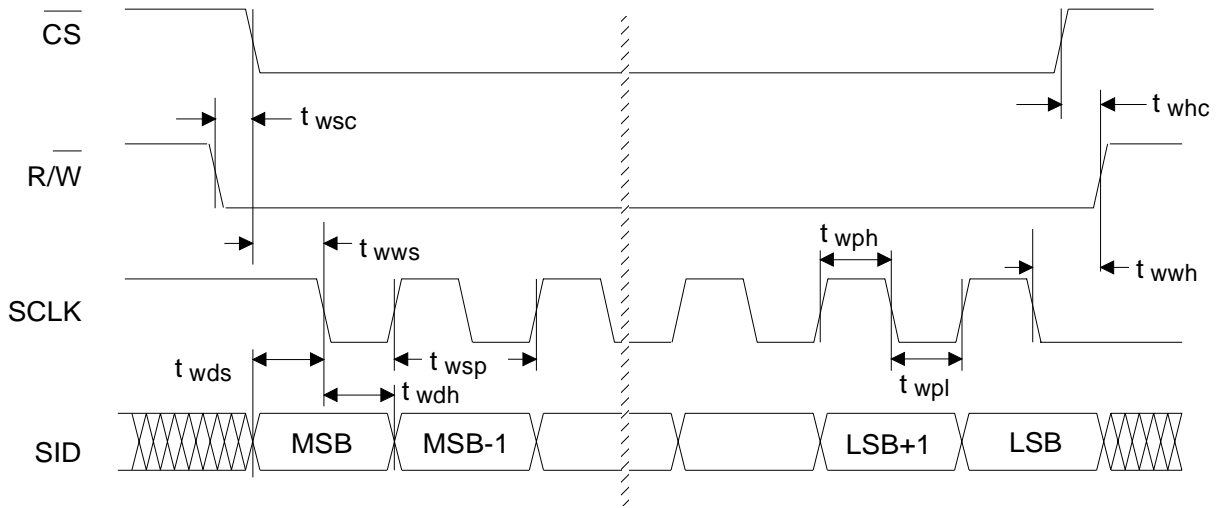 CS
t wsc
t whc
R/W
t wws
t wph
t wwh
SCLK
t wds
t wsp
t wdh
t wpl
SID
MSB
MSB-1
LSB+1
LSB